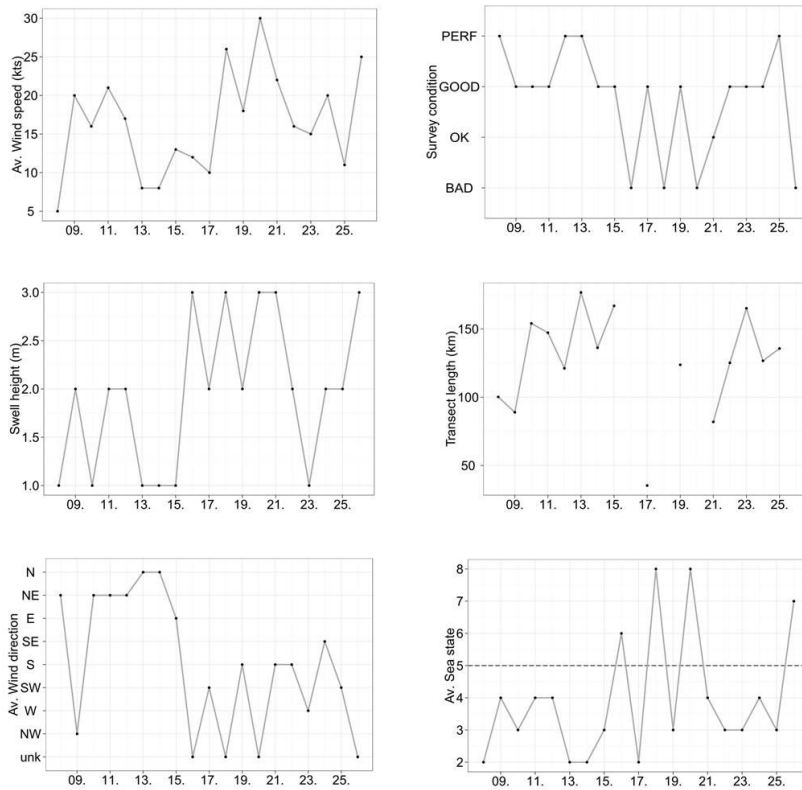 Av. Wind speed (kts)
30
25
20
15
10
5
09. 11. 13. 15. 17. 19. 21. 23. 25.
Survey condition
PERF
GOOD
OK
BAD
09. 11. 13. 15. 17. 19. 21. 23. 25.
Swell height (m)
3.0
2.5
2.0
1.5
1.0
09. 11. 13. 15. 17. 19. 21. 23. 25.
Transect length (km)
150
100
50
09. 11. 13. 15. 17. 19. 21. 23. 25.
Av. Wind direction
N
NE
E
SE
S
SW
W
NW
unk
09. 11. 13. 15. 17. 19. 21. 23. 25.
Av. Sea state
8
7
6
5
4
3
2
09. 11. 13. 15. 17. 19. 21. 23. 25.